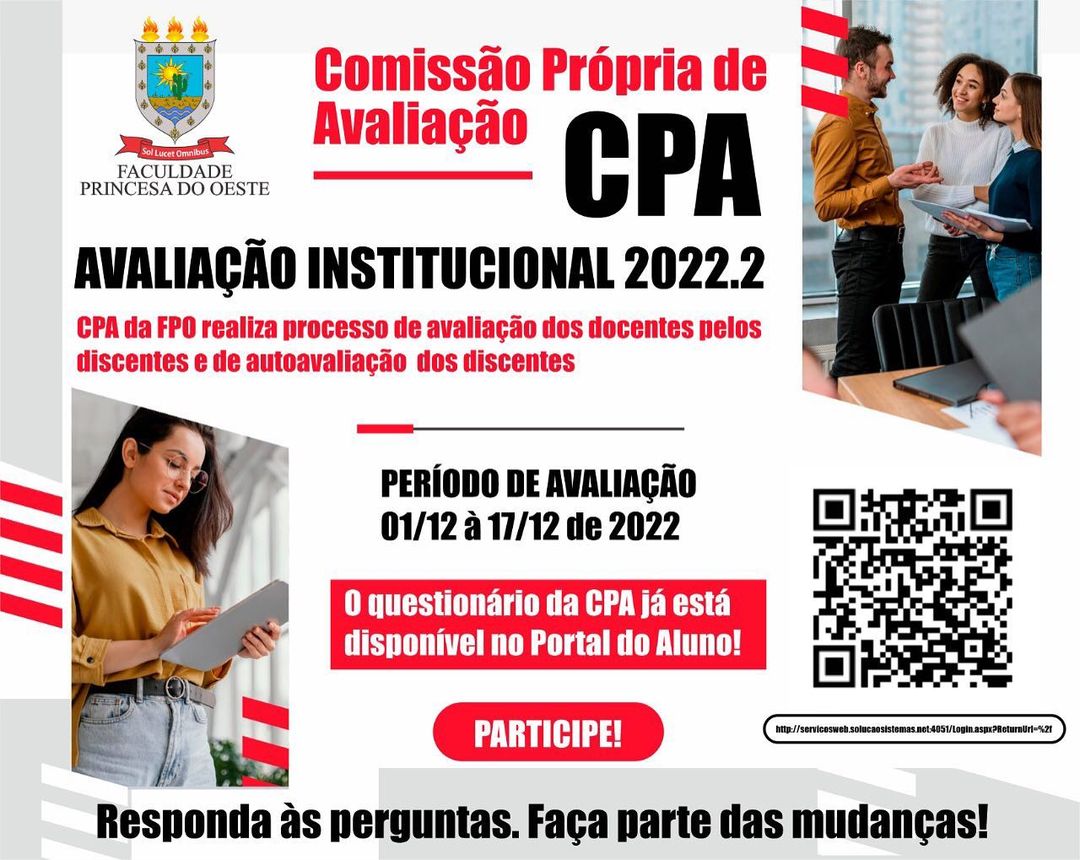 Sol Lucet Omnibus
FACULDADE
PRINCESA DO OESTE
Comissão Própria de
Avaliação
CPA
AVALIAÇÃO INSTITUCIONAL 2022.2
CPA da FPO realiza processo de avaliação dos docentes pelos
discentes e de autoavaliação dos discentes
PERÍODO DE AVALIAÇÃO
01/12 à 17/12 de 2022
O questionário da CPA já está
disponível no Portal do Aluno!
PARTICIPE!
http://servicosweb.solucaosistemas.net:4051/Login.aspx?ReturnUrl=%2f
Responda às perguntas. Faça parte das mudanças!